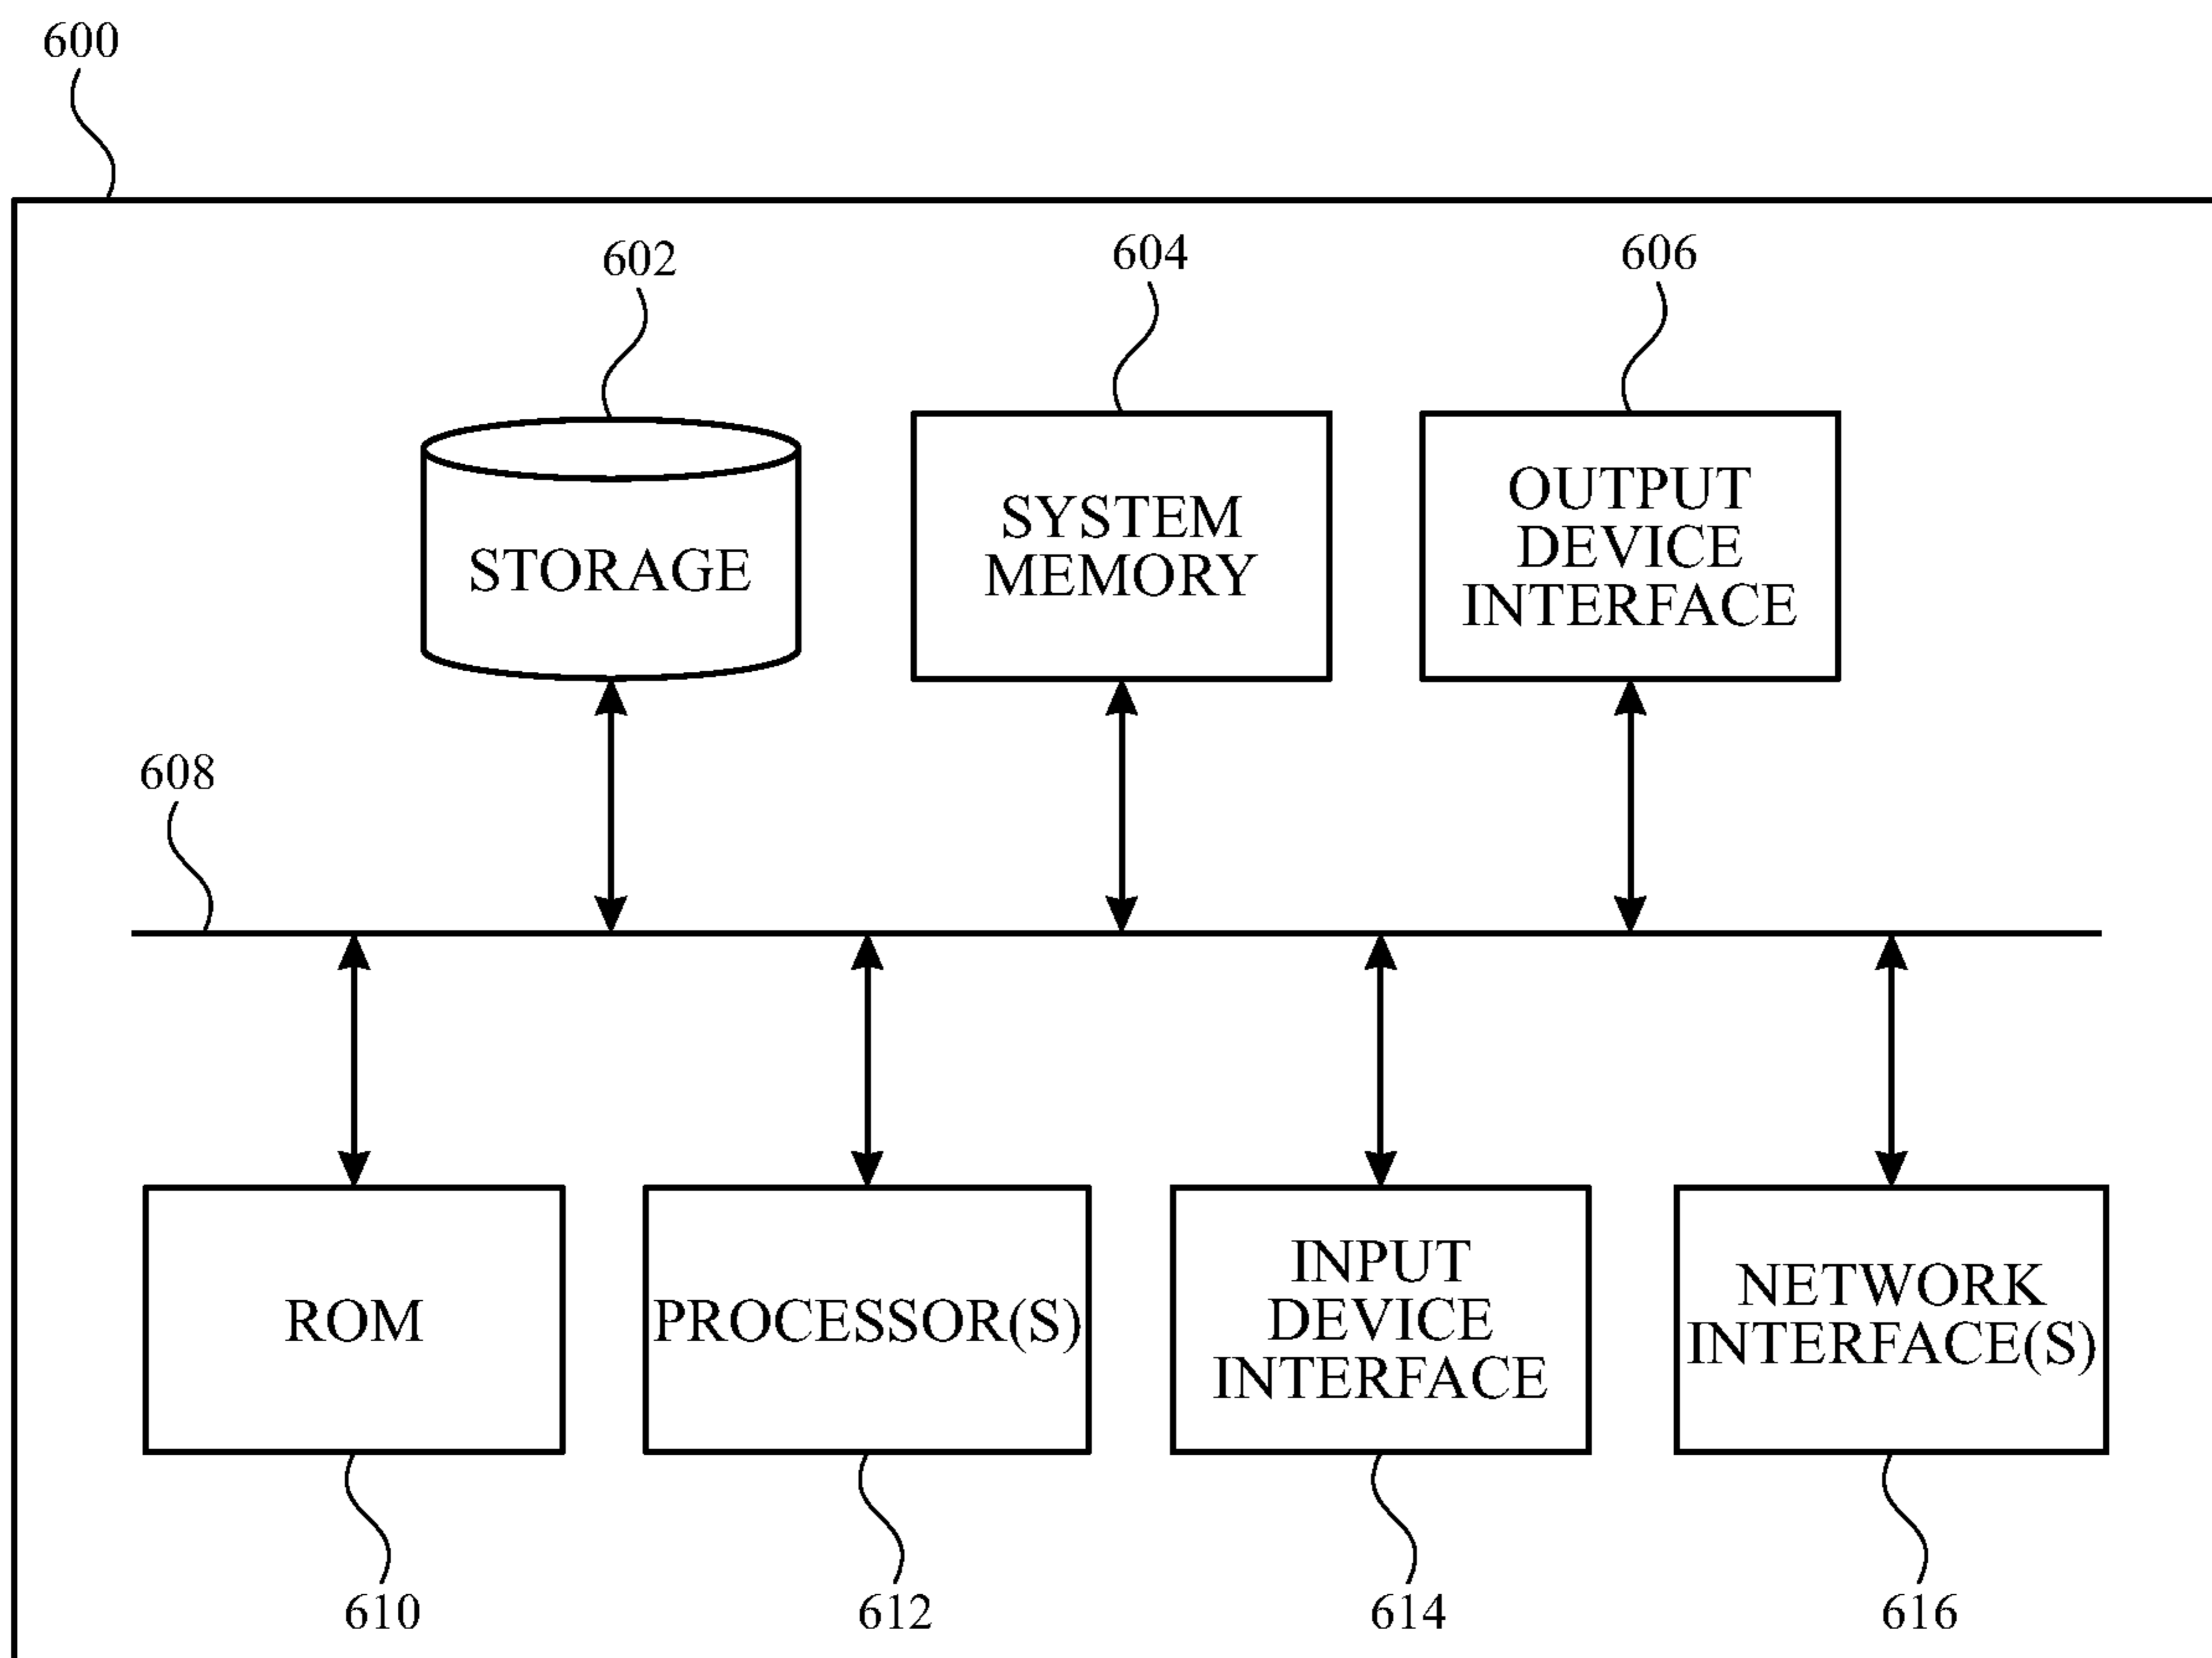 600
602
604
606
STORAGE
SYSTEM
MEMORY
OUTPUT
DEVICE
INTERFACE
608
ROM
PROCESSOR(S)
INPUT
DEVICE
INTERFACE
NETWORK
INTERFACE(S)
610
612
614
616